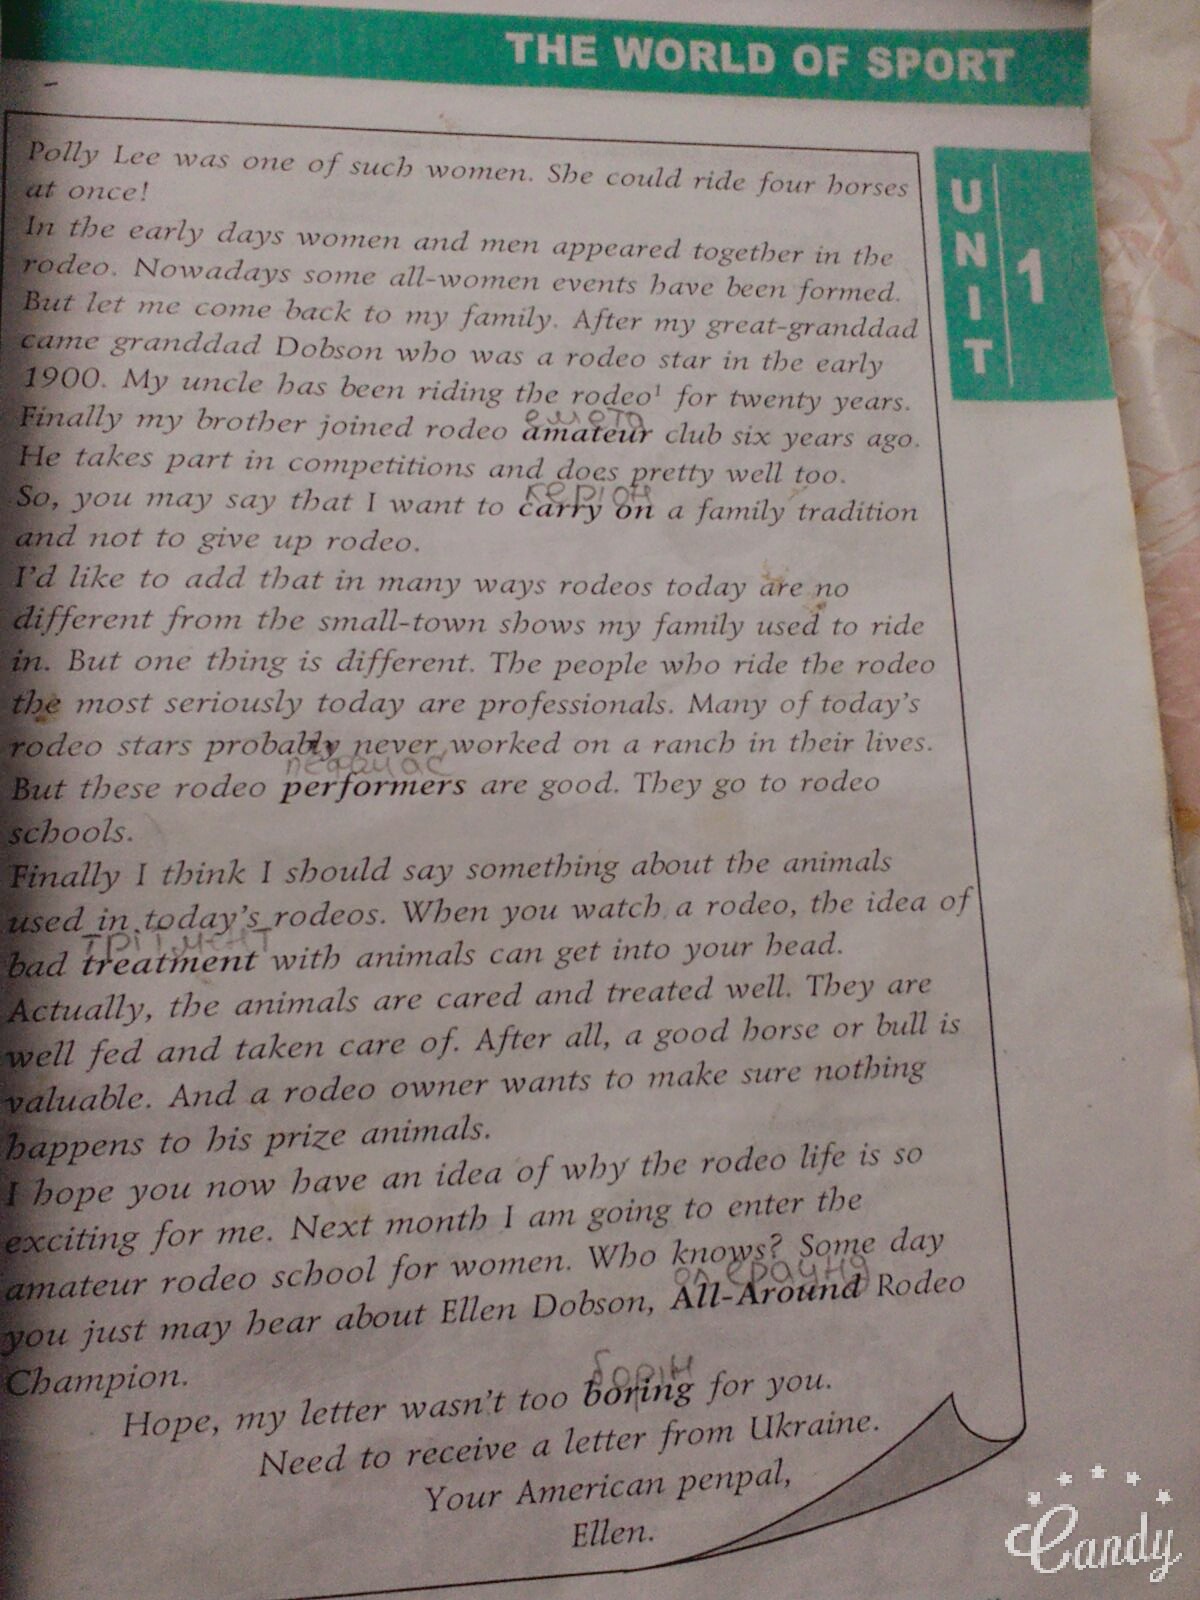 THE WORLD OF SPORT
UNIT 1
Polly Lee was one of such women. She could ride four horses
at once!
In the early days women and men appeared together in the
rodeo. Nowadays some all-women events have been formed.
But let me come back to my family. After my great-granddad
came granddad Dobson who was a rodeo star in the early
1900. My uncle has been riding the rodeo¹ for twenty years.
Finally my brother joined rodeo amateur club six years ago.
He takes part in competitions and does pretty well too.
керіон
So, you may say that I want to carry on a family tradition
and not to give up rodeo.
I'd like to add that in many ways rodeos today are no
different from the small-town shows my family used to ride
in. But one thing is different. The people who ride the rodeo
the most seriously today are professionals. Many of today's
rodeo stars probably never worked on a ranch in their lives.
But these rodeo performers are good. They go to rodeo
schools.
Finally I think I should say something about the animals
used in today's rodeos. When you watch a rodeo, the idea of
трітмент
bad treatment with animals can get into your head.
Actually, the animals are cared and treated well. They are
well fed and taken care of. After all, a good horse or bull is
valuable. And a rodeo owner wants to make sure nothing
happens to his prize animals.
I hope you now have an idea of why the rodeo life is so
exciting for me. Next month I am going to enter the
amateur rodeo school for women. Who knows? Some day
ол ераунд
you just may hear about Ellen Dobson, All-Around Rodeo
Champion.
борін
Hope, my letter wasn't too boring for you.
Need to receive a letter from Ukraine.
Your American penpal,
Ellen.
Candy